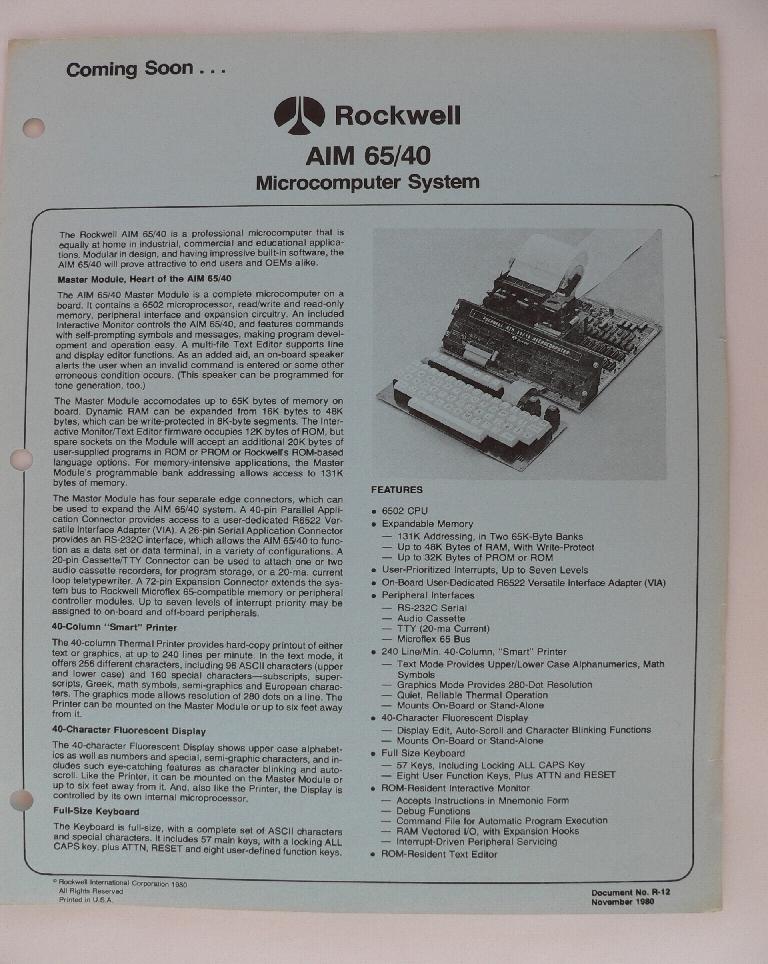 Coming Soon . . .
Rockwell
AIM 65/40
Microcomputer System
The Rockwell AIM 65/40 is a professional microcomputer that is
equally at home in industrial, commercial and educational applica-
tions. Modular in design, and having impressive built-in software, the
AIM 65/40 will prove attractive to end users and OEMs alike.
Master Module, Heart of the AIM 65/40
The AIM 65/40 Master Module is a complete microcomputer on a
board. It contains a 6502 microprocessor, read/write and read-only
memory, peripheral interface and expansion circuitry. An included
Interactive Monitor controls the AIM 65/40, and features commands
with self-prompting symbols and messages, making program devel-
opment and operation easy. A multi-file Text Editor supports line
and display editor functions. As an added aid, an on-board speaker
alerts the user when an invalid command is entered or some other
erroneous condition occurs. (This speaker can be programmed for
tone generation, too.)
The Master Module accomodates up to 65K bytes of memory on
board. Dynamic RAM can be expanded from 16K bytes to 48K
bytes, which can be write-protected in 8K-byte segments. The Inter-
active Monitor/Text Editor firmware occupies 12K bytes of ROM, but
spare sockets on the Module will accept an additional 20K bytes of
user-supplied programs in ROM or PROM or Rockwell's ROM-based
language options. For memory-intensive applications, the Master
Module's programmable bank addressing allows access to 131K
bytes of memory.
The Master Module has four separate edge connectors, which can
be used to expand the AIM 65/40 system. A 40-pin Parallel Appli-
cation Connector provides access to a user-dedicated R6522 Ver-
satile Interface Adapter (VIA). A 26-pin Serial Application Connector
provides an RS-232C interface, which allows the AIM 65/40 to func-
tion as a data set or data terminal, in a variety of configurations. A
20-pin Cassette/TTY Connector can be used to attach one or two
audio cassette recorders, for program storage, or a 20-ma. current
loop teletypewriter. A 72-pin Expansion Connector extends the sys-
tem bus to Rockwell Microflex 65-compatible memory or peripheral
controller modules. Up to seven levels of interrupt priority may be
assigned to on-board and off-board peripherals.
40-Column "Smart" Printer
The 40-column Thermal Printer provides hard-copy printout of either
text or graphics, at up to 240 lines per minute. In the text mode, it
offers 256 different characters, including 96 ASCII characters (upper
and lower case) and 160 special characters—subscripts, super-
scripts, Greek, math symbols, semi-graphics and European charac-
ters. The graphics mode allows resolution of 280 dots on a line. The
Printer can be mounted on the Master Module or up to six feet away
from it.
40-Character Fluorescent Display
The 40-character Fluorescent Display shows upper case alphabet-
ics as well as numbers and special, semi-graphic characters, and in-
cludes such eye-catching features as character blinking and auto-
scroll. Like the Printer, it can be mounted on the Master Module or
up to six feet away from it. And, also like the Printer, the Display is
controlled by its own internal microprocessor.
Full-Size Keyboard
The Keyboard is full-size, with a complete set of ASCII characters
and special characters. It includes 57 main keys, with a locking ALL
CAPS key, plus ATTN, RESET and eight user-defined function keys.
FEATURES
• 6502 CPU
• Expandable Memory
— 131K Addressing, in Two 65K-Byte Banks
— Up to 48K Bytes of RAM, With Write-Protect
— Up to 32K Bytes of PROM or ROM
• User-Prioritized Interrupts, Up to Seven Levels
• On-Board User-Dedicated R6522 Versatile Interface Adapter (VIA)
• Peripheral Interfaces
— RS-232C Serial
— Audio Cassette
— TTY (20-ma Current)
— Microflex 65 Bus
• 240 Line/Min. 40-Column, "Smart" Printer
— Text Mode Provides Upper/Lower Case Alphanumerics, Math
Symbols
— Graphics Mode Provides 280-Dot Resolution
— Quiet, Reliable Thermal Operation
— Mounts On-Board or Stand-Alone
• 40-Character Fluorescent Display
— Display Edit, Auto-Scroll and Character Blinking Functions
— Mounts On-Board or Stand-Alone
• Full Size Keyboard
— 57 Keys, Including Locking ALL CAPS Key
— Eight User Function Keys, Plus ATTN and RESET
• ROM-Resident Interactive Monitor
— Accepts Instructions in Mnemonic Form
— Debug Functions
— Command File for Automatic Program Execution
— RAM Vectored I/O, with Expansion Hooks
— Interrupt-Driven Peripheral Servicing
• ROM-Resident Text Editor
© Rockwell International Corporation 1980
All Rights Reserved
Printed in U.S.A.
Document No. R-12
November 1980